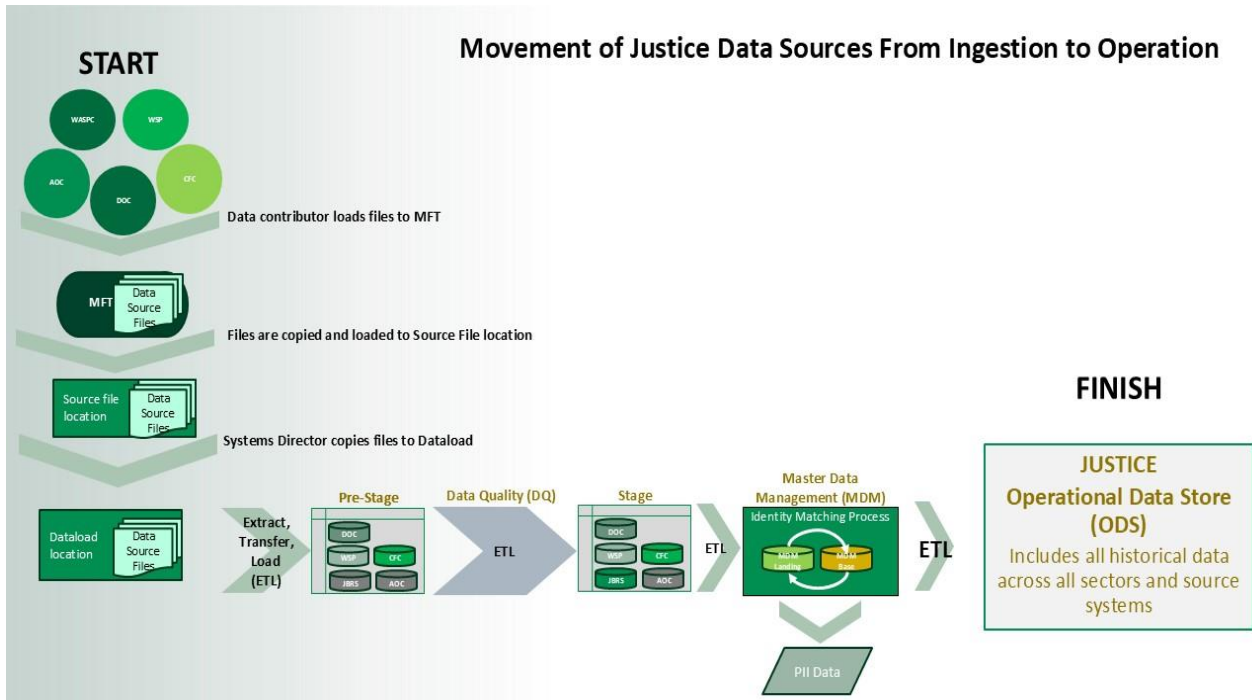 Movement of Justice Data Sources From Ingestion to Operation
START
WASPC
WSP
AOC
CFC
DOC
Data contributor loads files to MFT
MFT
Data
Source
Files
Files are copied and loaded to Source File location
Source file
location
Data
Source
Files
Systems Director copies files to Dataload
Dataload
location
Data
Source
Files
Extract,
Transfer,
Load
(ETL)
Pre-Stage
DOC
WSP
CFC
JBRS
AOC
Data Quality (DQ)
ETL
Stage
DOC
WSP
CFC
JBRS
AOC
ETL
Master Data
Management (MDM)
Identity Matching Process
MDM
Landing
MDM
Base
PII Data
ETL
FINISH
JUSTICE
Operational Data Store
(ODS)
Includes all historical data
across all sectors and source
systems